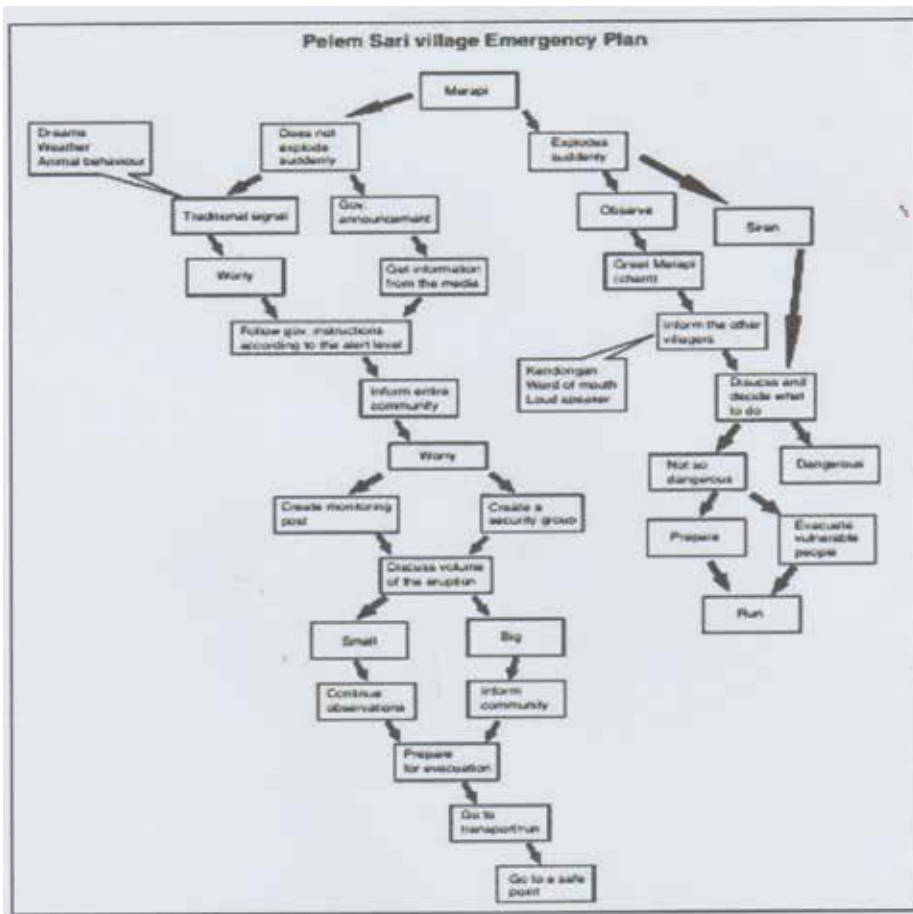 Pelem Sari village Emergency Plan
Merapi
Does not
explode
suddenly
Explodes
suddenly
Dreams
Weather
Animal behaviour
Traditional signal
Gov.
announcement
Observe
Siren
Worry
Get information
from the media
Greet Merapi
(chant)
Follow gov. instructions
according to the alert level
Inform the other
villagers
Kendongan
Word of mouth
Loud speaker
Inform entire
community
Discuss and
decide what
to do
Worry
Not so
dangerous
Dangerous
Create monitoring
post
Create a
security group
Prepare
Evacuate
vulnerable
people
Discuss volume
of the eruption
Run
Small
Big
Continue
observations
Inform
community
Prepare
for evacuation
Go to
transport/run
Go to a safe
point